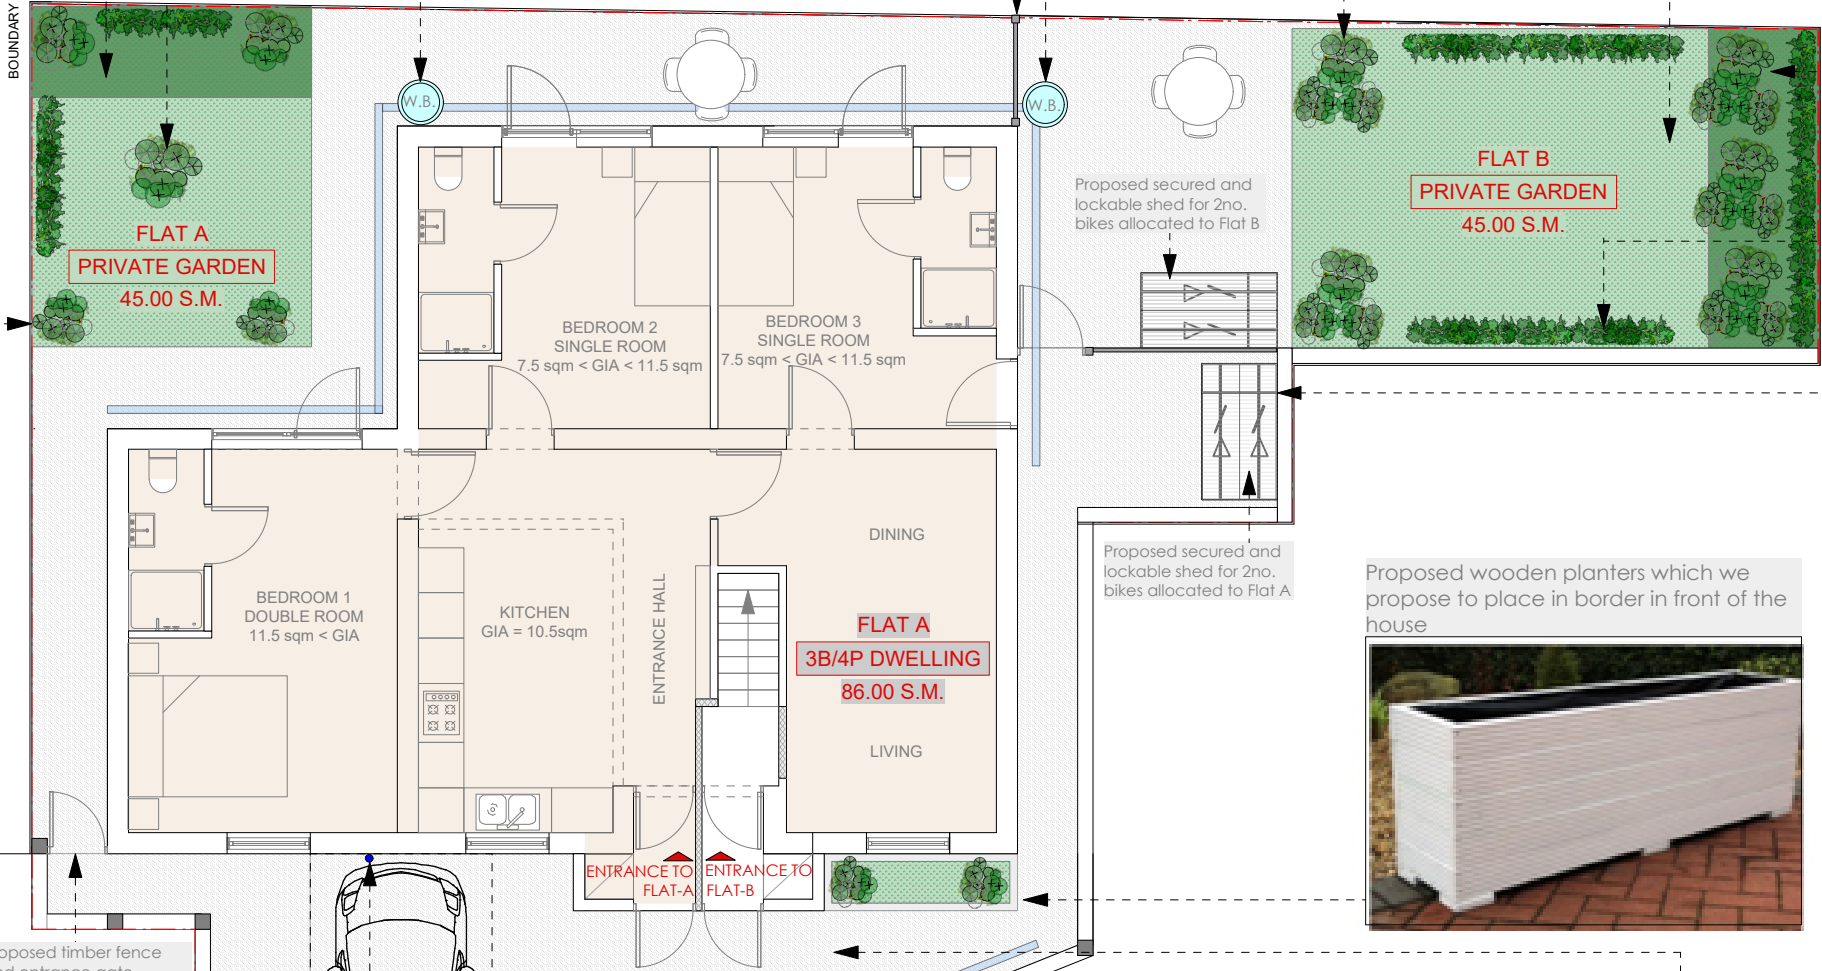 BOUNDARY
W.B.
W.B.
FLAT A
PRIVATE GARDEN
45.00 S.M.
FLAT B
PRIVATE GARDEN
45.00 S.M.
Proposed secured and
lockable shed for 2no.
bikes allocated to Flat B
BEDROOM 2
SINGLE ROOM
7.5 sqm < GIA < 11.5 sqm
BEDROOM 3
SINGLE ROOM
7.5 sqm < GIA < 11.5 sqm
DINING
Proposed secured and
lockable shed for 2no.
bikes allocated to Flat A
Proposed wooden planters which we
propose to place in border in front of the
house
BEDROOM 1
DOUBLE ROOM
11.5 sqm < GIA
KITCHEN
GIA = 10.5sqm
ENTRANCE HALL
FLAT A
3B/4P DWELLING
86.00 S.M.
LIVING
ENTRANCE TO
FLAT-A
ENTRANCE TO
FLAT-B
oposed timber fence